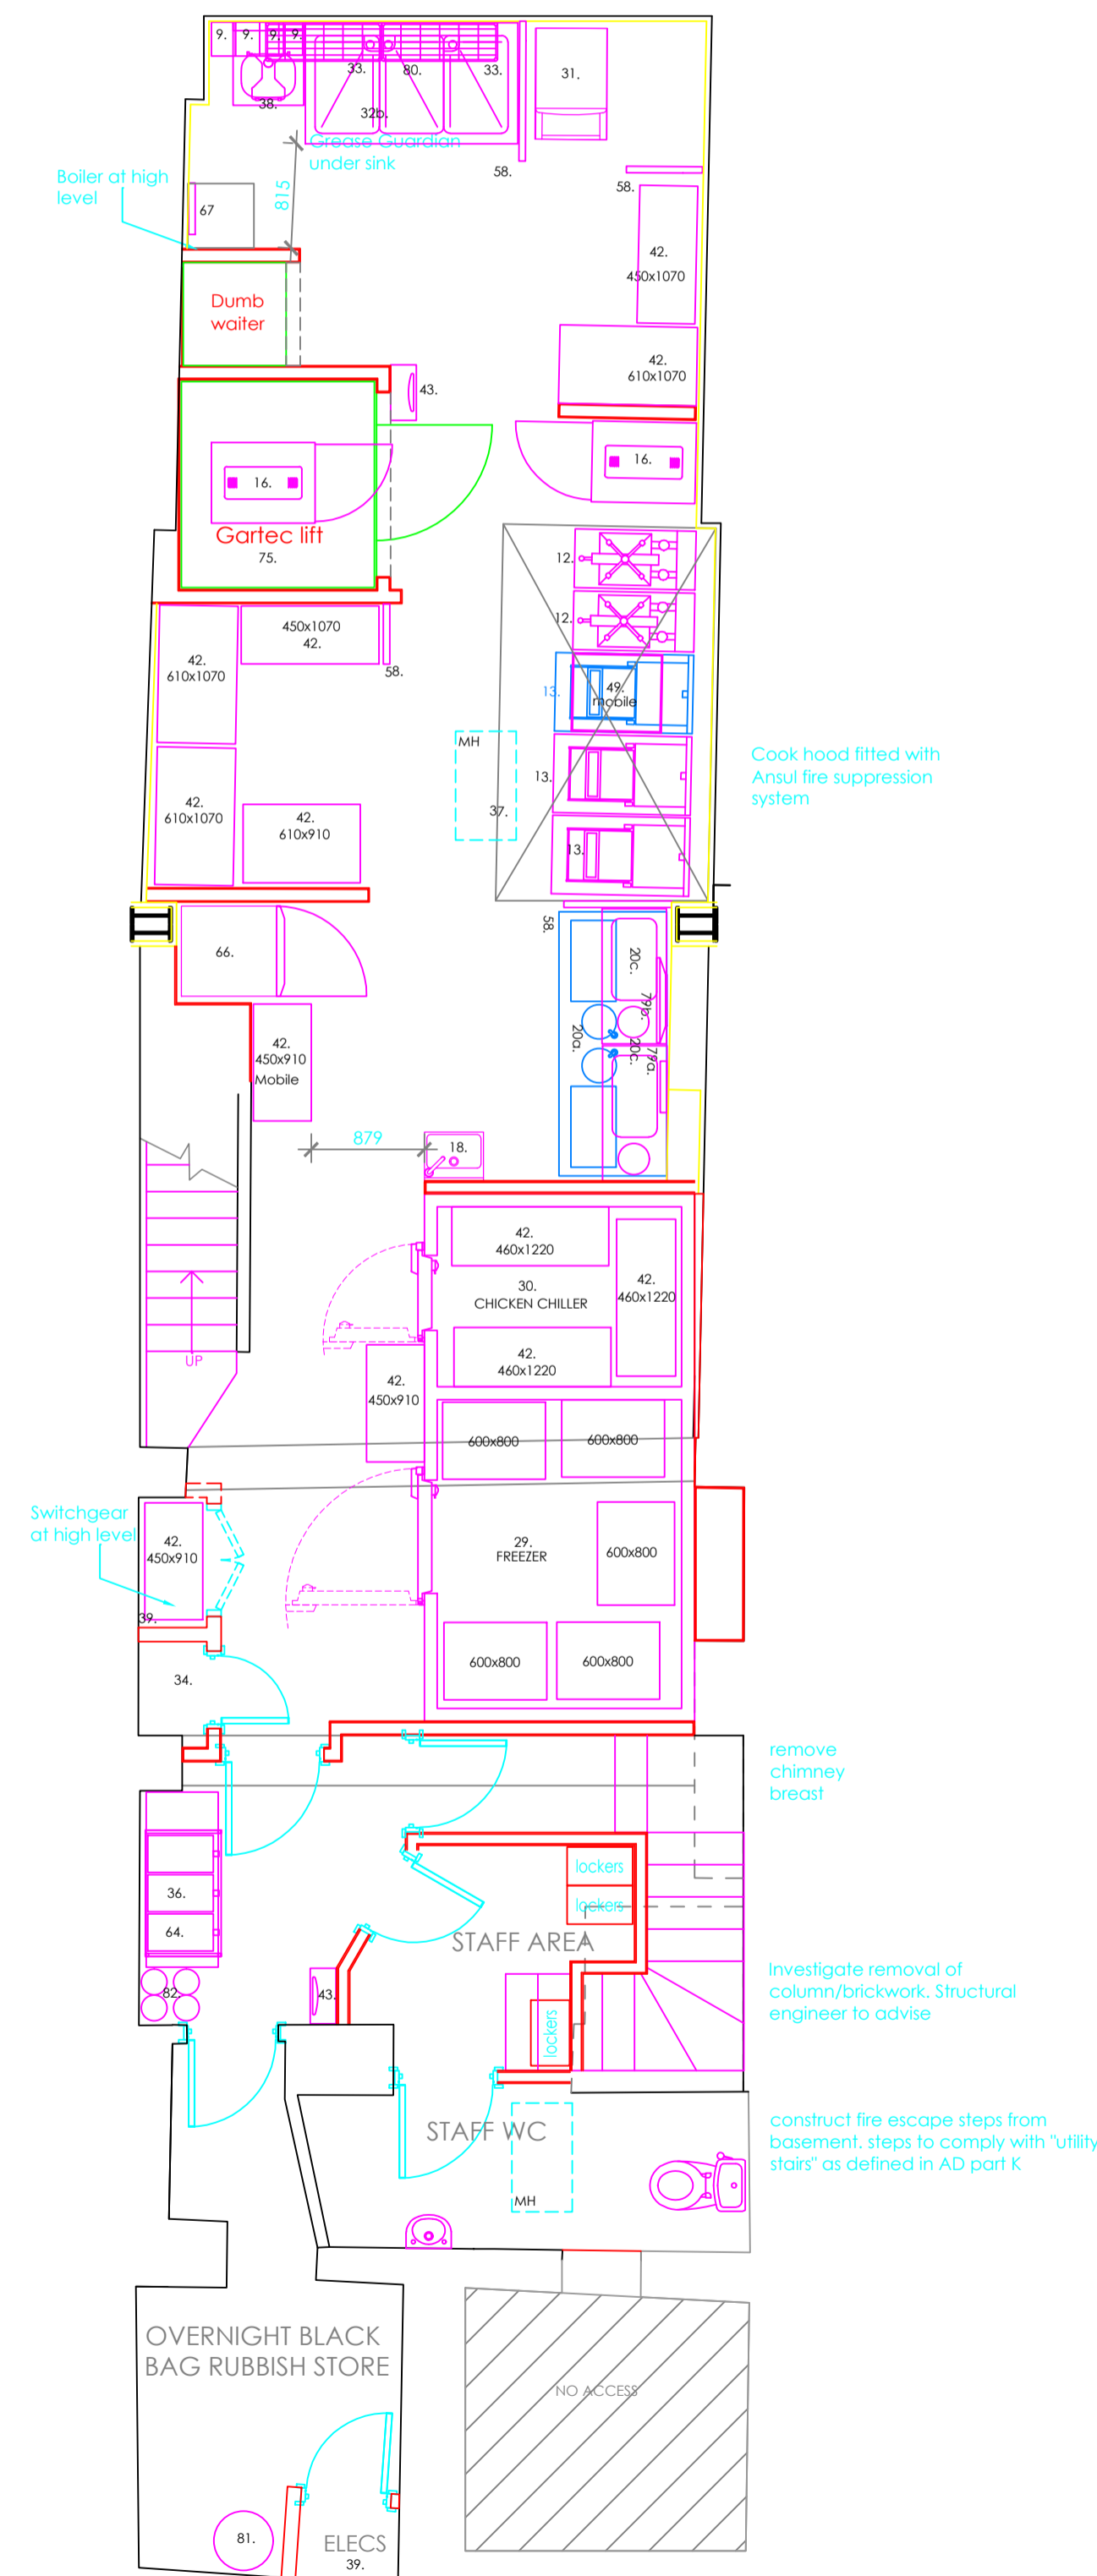 9.
9.
9.
9.
33.
80.
33.
31.
38.
32b.
Grease Guardian
under sink
58.
Boiler at high
level
815
67
58.
42.
450x1070
Dumb
waiter
42.
610x1070
43.
16.
16.
Gartec lift
75.
12.
12.
450x1070
42.
42.
610x1070
58.
13.
49.
mobile
MH
37.
Cook hood fitted with
Ansul fire suppression
system
13.
42.
610x1070
42.
610x910
13.
58.
66.
20c.
79b.
20a.
20c.
79a.
42.
450x910
Mobile
879
18.
42.
460x1220
30.
CHICKEN CHILLER
42.
460x1220
42.
460x1220
UP
42.
450x910
600x800
600x800
Switchgear
at high level
42.
450x910
29.
FREEZER
600x800
39.
34.
600x800
600x800
remove
chimney
breast
lockers
lockers
36.
64.
STAFF AREA
82.
43.
lockers
Investigate removal of
column/brickwork. Structural
engineer to advise
STAFF WC
MH
construct fire escape steps from
basement. steps to comply with "utility
stairs" as defined in AD part K
OVERNIGHT BLACK
BAG RUBBISH STORE
NO ACCESS
81.
ELECS
39.